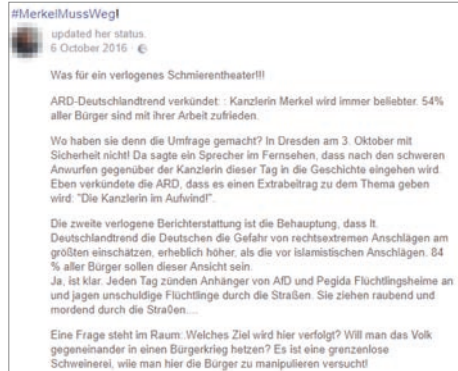 #MerkelMussWeg!
updated her status.
6 October 2016
Was für ein verlogenes Schmierentheater!!!
ARD-Deutschlandtrend verkündet: : Kanzlerin Merkel wird immer beliebter. 54%
aller Bürger sind mit ihrer Arbeit zufrieden.
Wo haben sie denn die Umfrage gemacht? In Dresden am 3. Oktober mit
Sicherheit nicht! Da sagte ein Sprecher im Fernsehen, dass nach den schweren
Anwurfen gegenüber der Kanzlerin dieser Tag in die Geschichte eingehen wird.
Eben verkündete die ARD, dass es einen Extrabeitrag zu dem Thema geben
wird: "Die Kanzlerin im Aufwind!".
Die zweite verlogene Berichterstattung ist die Behauptung, dass lt.
Deutschlandtrend die Deutschen die Gefahr von rechtsextremen Anschlägen am
größten einschätzen, erheblich höher, als die vor islamistischen Anschlägen. 84
% aller Bürger sollen dieser Ansicht sein.
Ja, ist klar. Jeden Tag zünden Anhänger von AfD und Pegida Flüchtlingsheime an
und jagen unschuldige Flüchtlinge durch die Straßen. Sie ziehen raubend und
mordend durch die Straßen....
Eine Frage steht im Raum:.Welches Ziel wird hier verfolgt? Will man das Volk
gegeneinander in einen Bürgerkrieg hetzen? Es ist eine grenzenlose
Schweinerei, wiie man hier die Bürger zu manipulieren versucht!